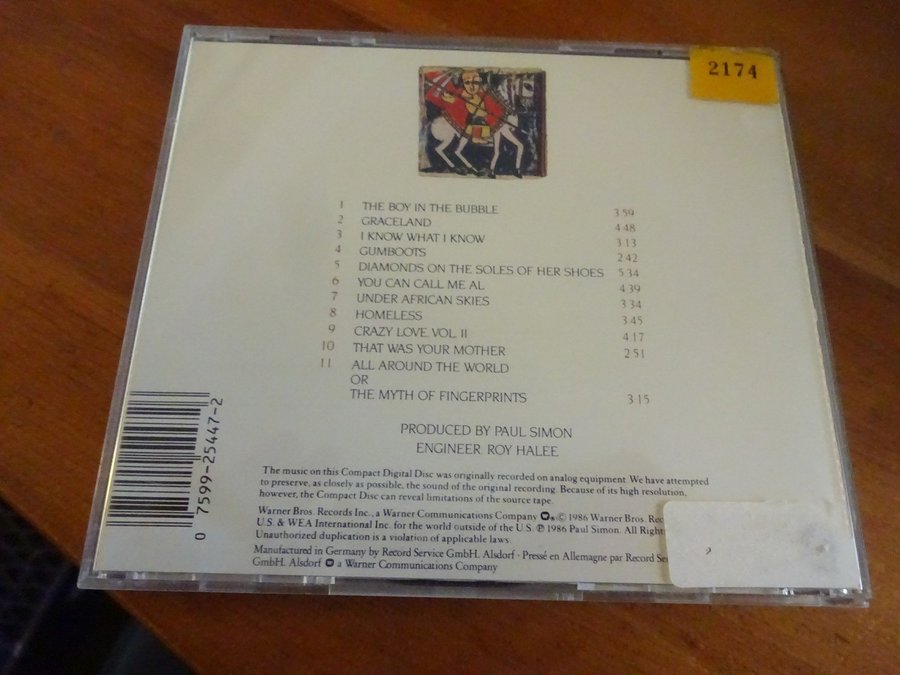 2174
1 THE BOY IN THE BUBBLE 3 59
2 GRACELAND 4 48
3 I KNOW WHAT I KNOW 3 13
4 GUMBOOTS 2 42
5 DIAMONDS ON THE SOLES OF HER SHOES 5 34
6 YOU CAN CALL ME AL 4 39
7 UNDER AFRICAN SKIES 3 34
8 HOMELESS 3 45
9 CRAZY LOVE, VOL. II 4 17
10 THAT WAS YOUR MOTHER 2 51
11 ALL AROUND THE WORLD
OR
THE MYTH OF FINGERPRINTS 3 15
PRODUCED BY PAUL SIMON
ENGINEER ROY HALEE
The music on this Compact Digital Disc was originally recorded on analog equipment. We have attempted
to preserve, as closely as possible, the sound of the original recording. Because of its high resolution,
however, the Compact Disc can reveal limitations of the source tape.
Warner Bros. Records Inc., a Warner Communications Company ® © 1986 Warner Bros.
U.S. & WEA International Inc. for the world outside of the U.S. ℗ 1986 Paul Simon. All
Unauthorized duplication is a violation of applicable laws.
Manufactured in Germany by Record Service GmbH. Alsdorf · Pressé en Allemagne par Record
GmbH. Alsdorf a Warner Communications Company
0 7599-25447-2